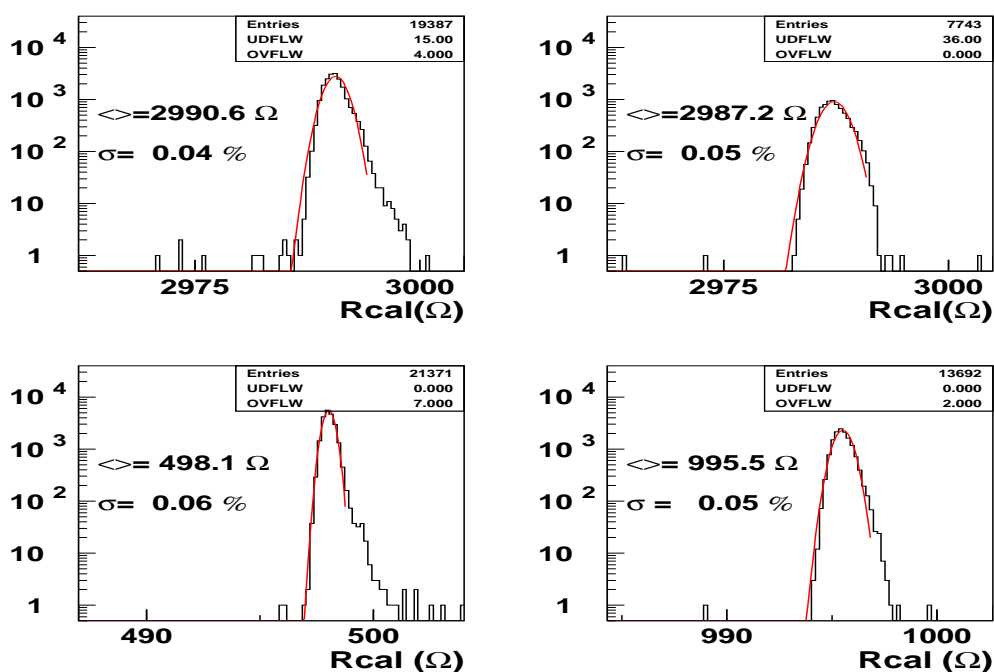 Entries 19387
UDFLW 15.00
OVFLW 4.000
10 4
10 3
10 2
10
1
<>=2990.6 Ω
σ= 0.04 %
2975 3000
Rcal(Ω)
Entries 7743
UDFLW 36.00
OVFLW 0.000
10 4
10 3
10 2
10
1
<>=2987.2 Ω
σ= 0.05 %
2975 3000
Rcal(Ω)
Entries 21371
UDFLW 0.000
OVFLW 7.000
10 4
10 3
10 2
10
1
<>= 498.1 Ω
σ= 0.06 %
490 500
Rcal (Ω)
Entries 13692
UDFLW 0.000
OVFLW 2.000
10 4
10 3
10 2
10
1
<>= 995.5 Ω
σ = 0.05 %
990 1000
Rcal (Ω)